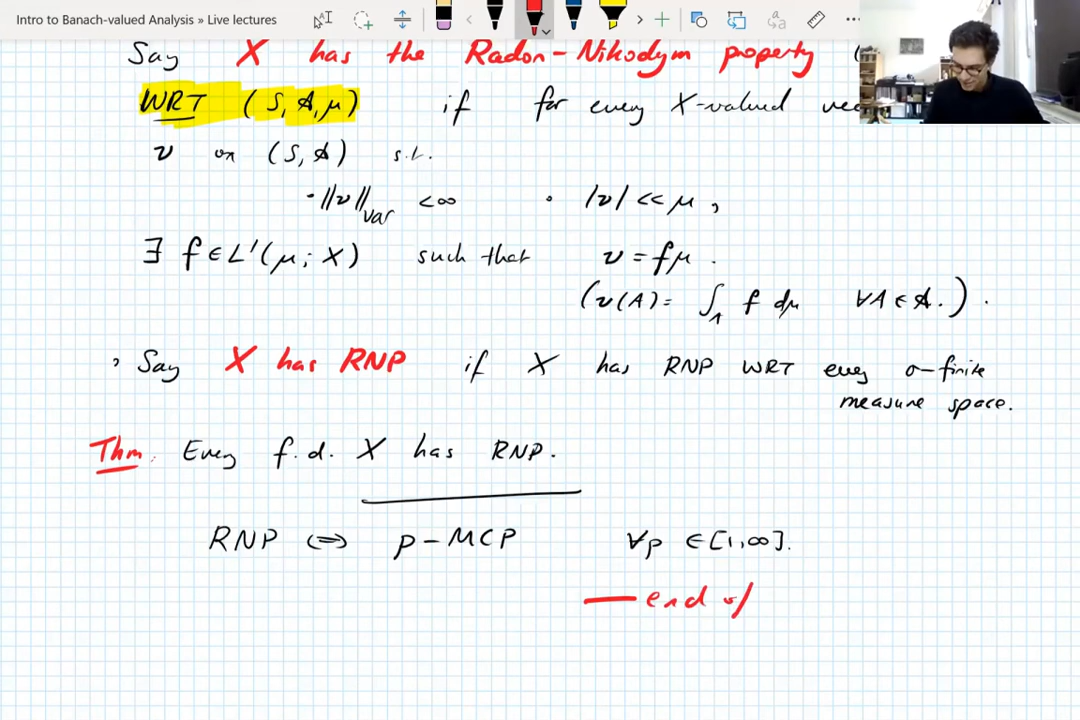 Intro to Banach-valued Analysis » Live lectures
Say X has the Radon-Nikodym property
WRT (S, 𝒜, μ) if for every X-valued
ν on (S, 𝒜) s.t.
· ‖ν‖var < ∞ · |ν| << μ,
∃ f ∈ L¹(μ; X) such that ν = fμ.
(ν(A) = ∫_A f dμ ∀A ∈ 𝒜.).
Say X has RNP if X has RNP WRT every σ-finite
measure space.
Thm. Every f.d. X has RNP.
RNP ⇔ p-MCP ∀p ∈ [1, ∞].
— end of